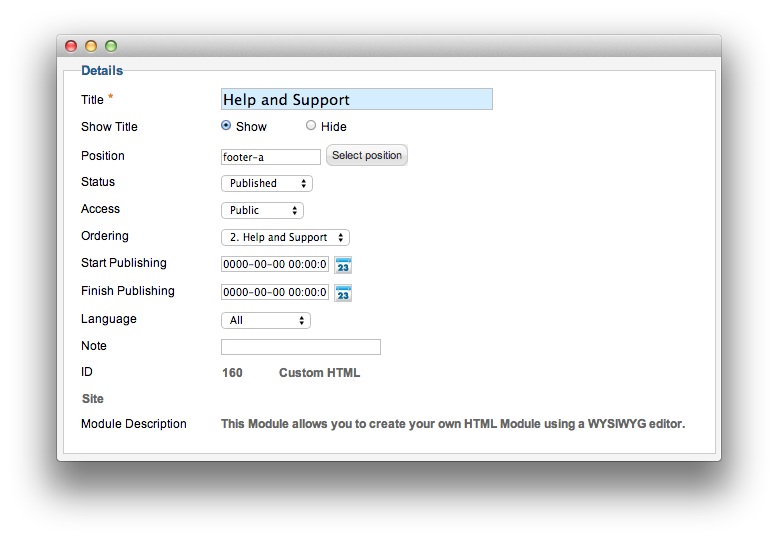 Details
Title * Help and Support
Show Title Show Hide
Position footer-a Select position
Status Published
Access Public
Ordering 2. Help and Support
Start Publishing 0000-00-00 00:00:0 23
Finish Publishing 0000-00-00 00:00:0 23
Language All
Note
ID 160 Custom HTML
Site
Module Description This Module allows you to create your own HTML Module using a WYSIWYG editor.